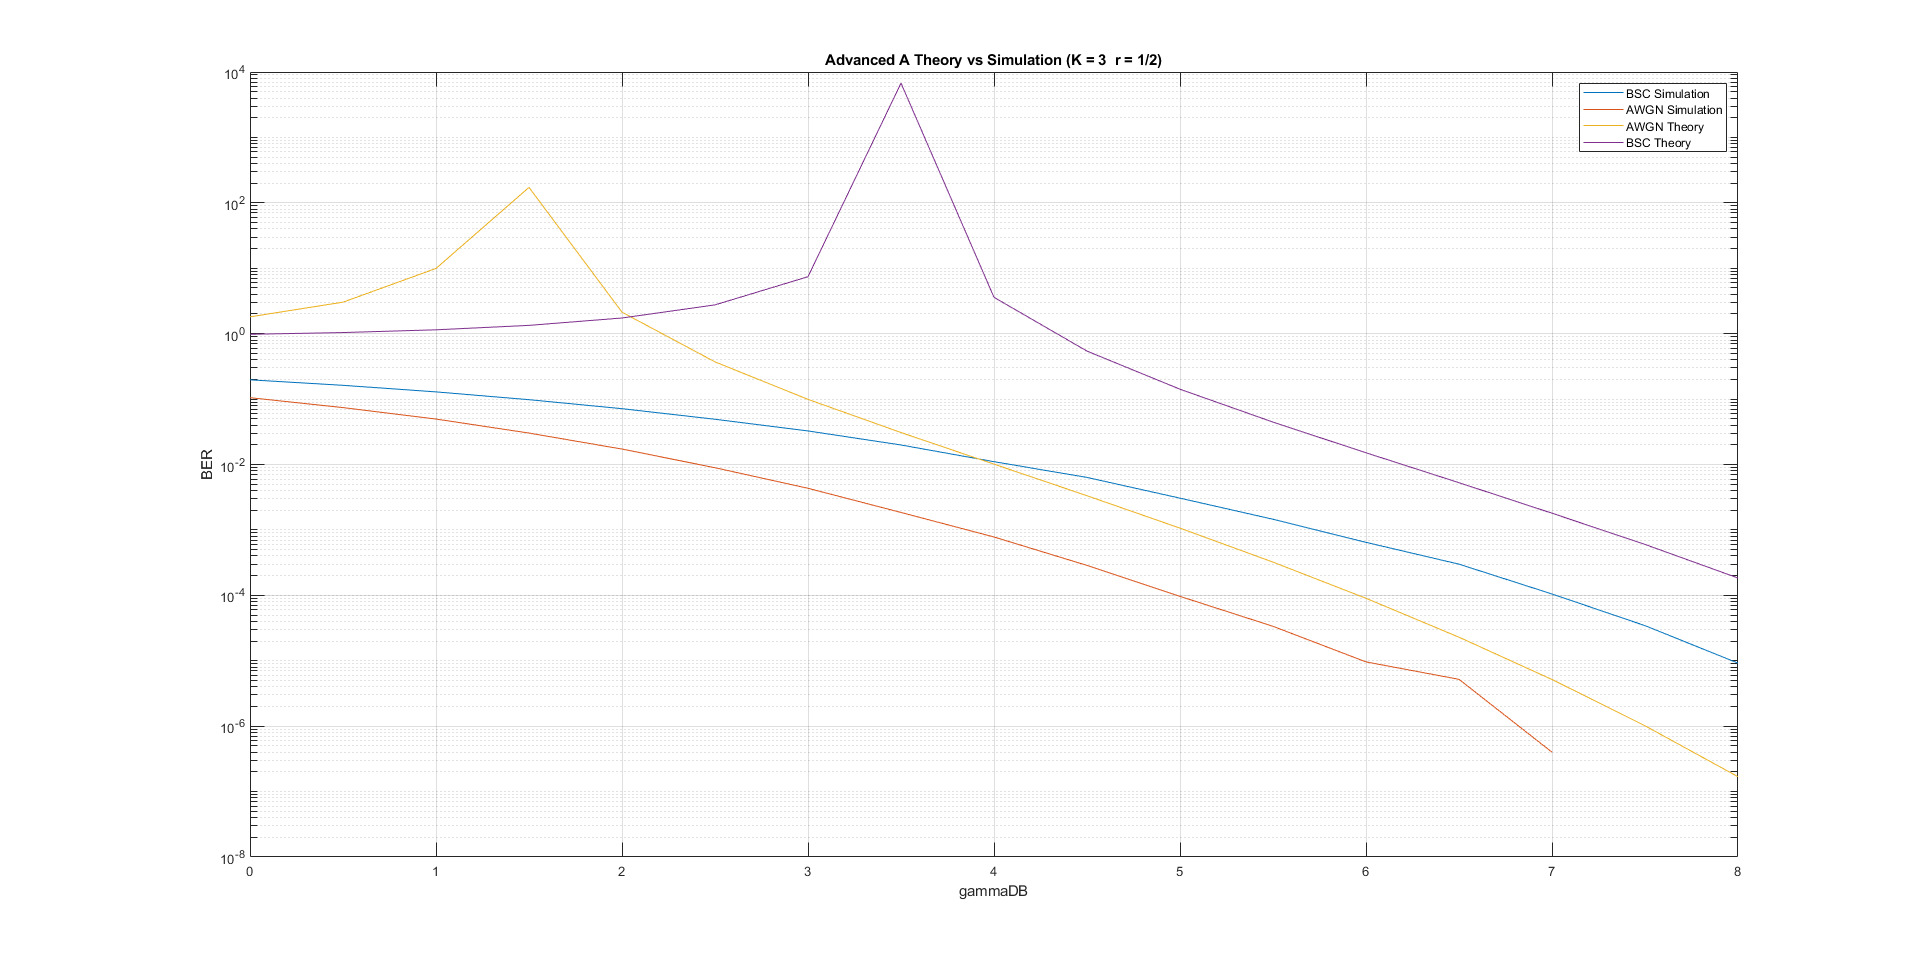 Advanced A Theory vs Simulation (K = 3 r = 1/2)
BSC Simulation
AWGN Simulation
AWGN Theory
BSC Theory
10^4
10^2
10^0
10^-2
10^-4
10^-6
10^-8
BER
0 1 2 3 4 5 6 7 8
gammaDB